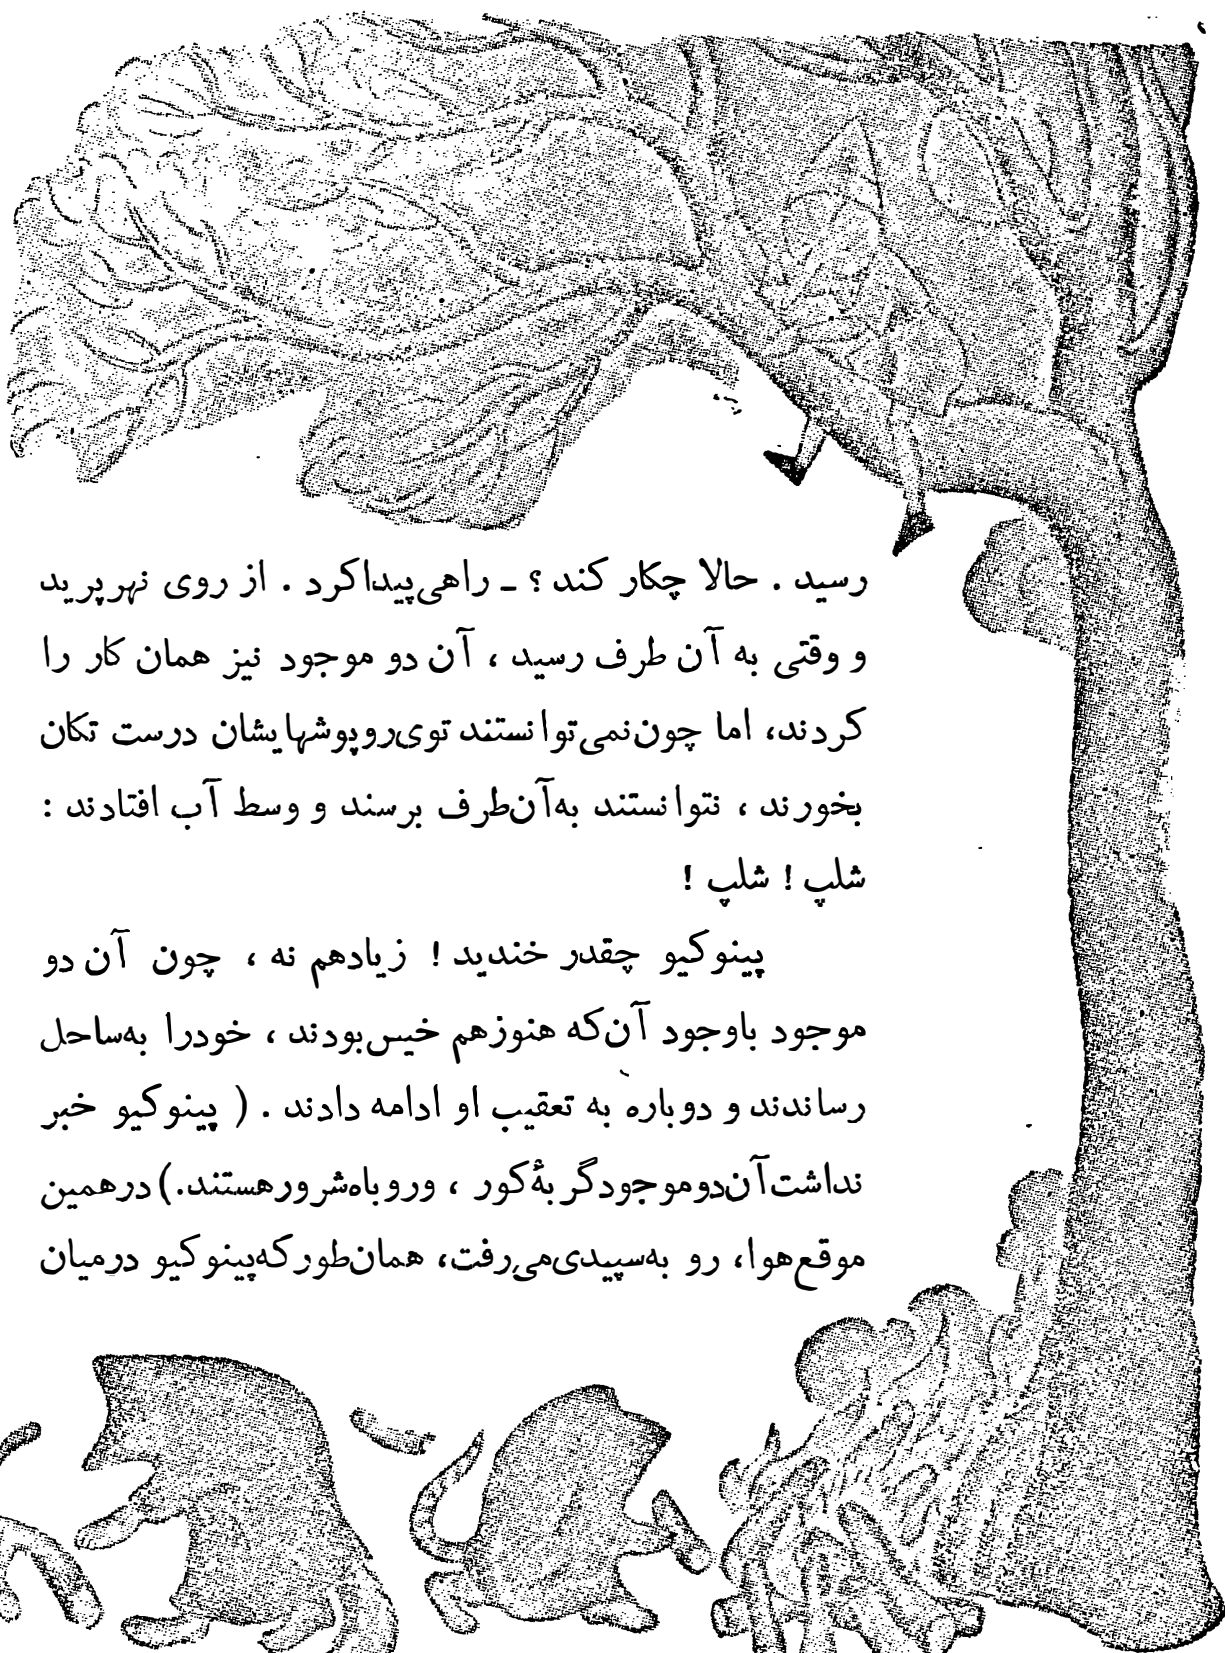 رسید . حالا چکار کند ؟ ـ راهی‌پیداکرد . از روی نهر پرید
و وقتی به آن طرف رسید ، آن دو موجود نیز همان کار را
کردند، اما چون‌نمی‌توانستند توی‌روپوشهایشان درست تکان
بخورند ، نتوانستند به‌آن‌طرف برسند و وسط آب افتادند :
شلپ ! شلپ !
پینوکیو چقدر خندید ! زیادهم نه ، چون آن دو
موجود باوجود آن‌که هنوزهم خیس‌بودند ، خودرا به‌ساحل
رساندند و دوباره به تعقیب او ادامه دادند . ( پینوکیو خبر
نداشت‌آن‌دوموجودگربۀ‌کور ، وروباه‌شرورهستند.) درهمین
موقع‌هوا، رو به‌سپیدی‌می‌رفت، همان‌طورکه‌پینوکیو درمیان